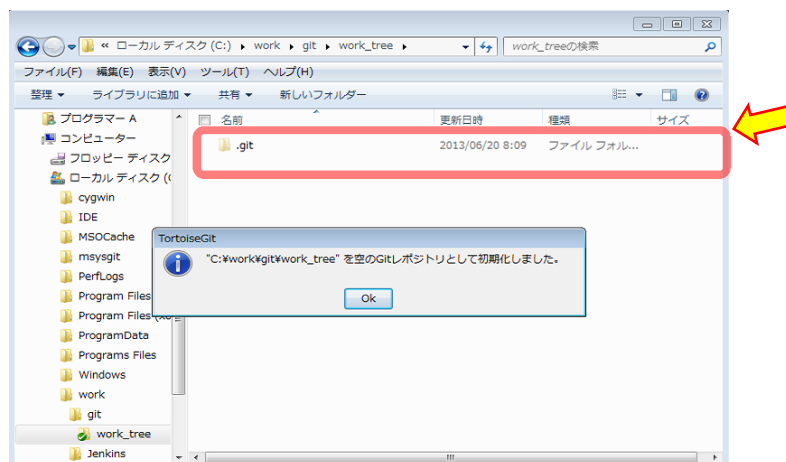 « ローカル ディスク (C:) ▸ work ▸ git ▸ work_tree ▸
work_treeの検索
ファイル(F) 編集(E) 表示(V) ツール(T) ヘルプ(H)
整理 ▼ ライブラリに追加 ▼ 共有 ▼ 新しいフォルダー
プログラマー A
コンピューター
フロッピー ディスク
ローカル ディスク (
cygwin
IDE
MSOCache
msysgit
PerfLogs
Program Files
Program Files (x8
ProgramData
Programs Files
Windows
work
git
work_tree
Jenkins
名前 更新日時 種類 サイズ
.git 2013/06/20 8:09 ファイル フォル...
TortoiseGit
"C:¥work¥git¥work_tree" を空のGitレポジトリとして初期化しました。
Ok